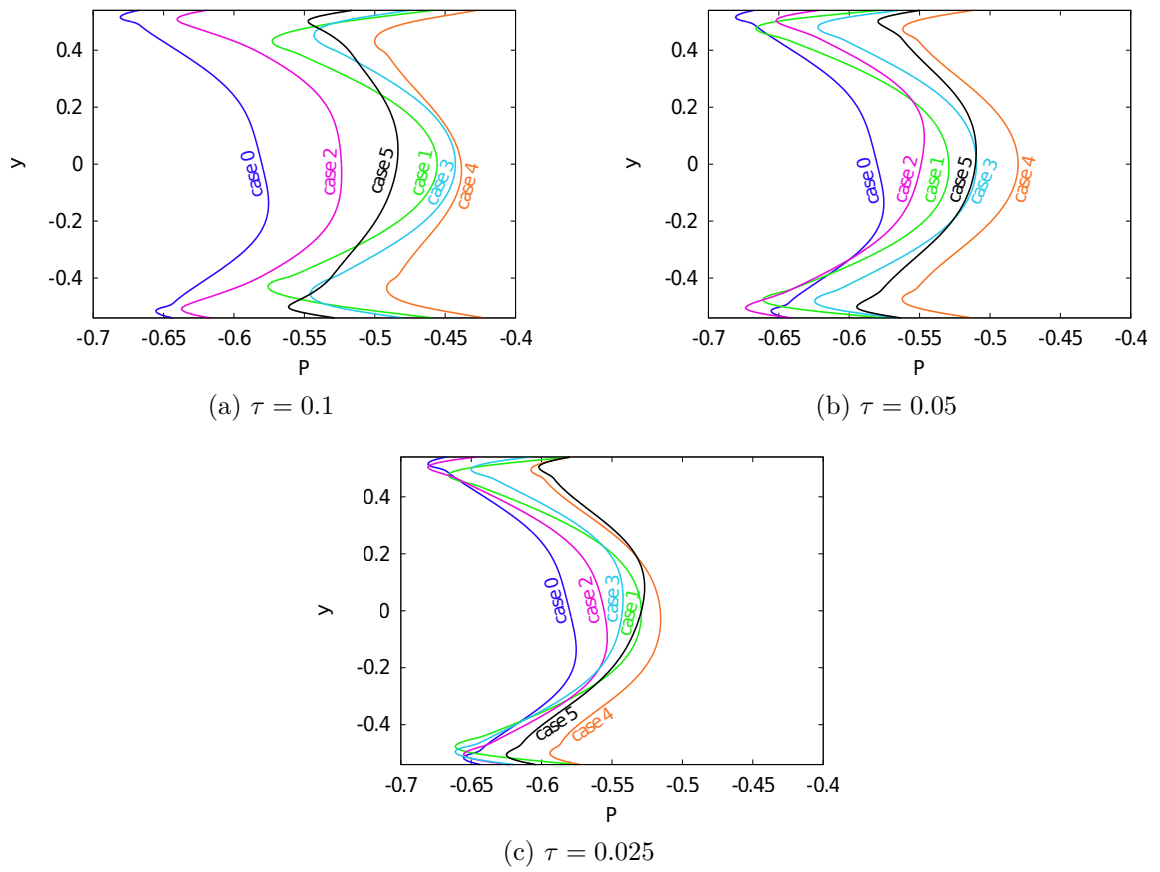 0.4
0.2
0
-0.2
-0.4
y
-0.7
-0.65
-0.6
-0.55
-0.5
-0.45
-0.4
P
case 0
case 2
case 5
case 1
case 3
case 4
(a) τ = 0.1
0.4
0.2
0
-0.2
-0.4
y
-0.7
-0.65
-0.6
-0.55
-0.5
-0.45
-0.4
P
case 0
case 2
case 1
case 5
case 3
case 4
(b) τ = 0.05
0.4
0.2
0
-0.2
-0.4
y
-0.7
-0.65
-0.6
-0.55
-0.5
-0.45
-0.4
P
case 0
case 2
case 3
case 1
case 5
case 4
(c) τ = 0.025